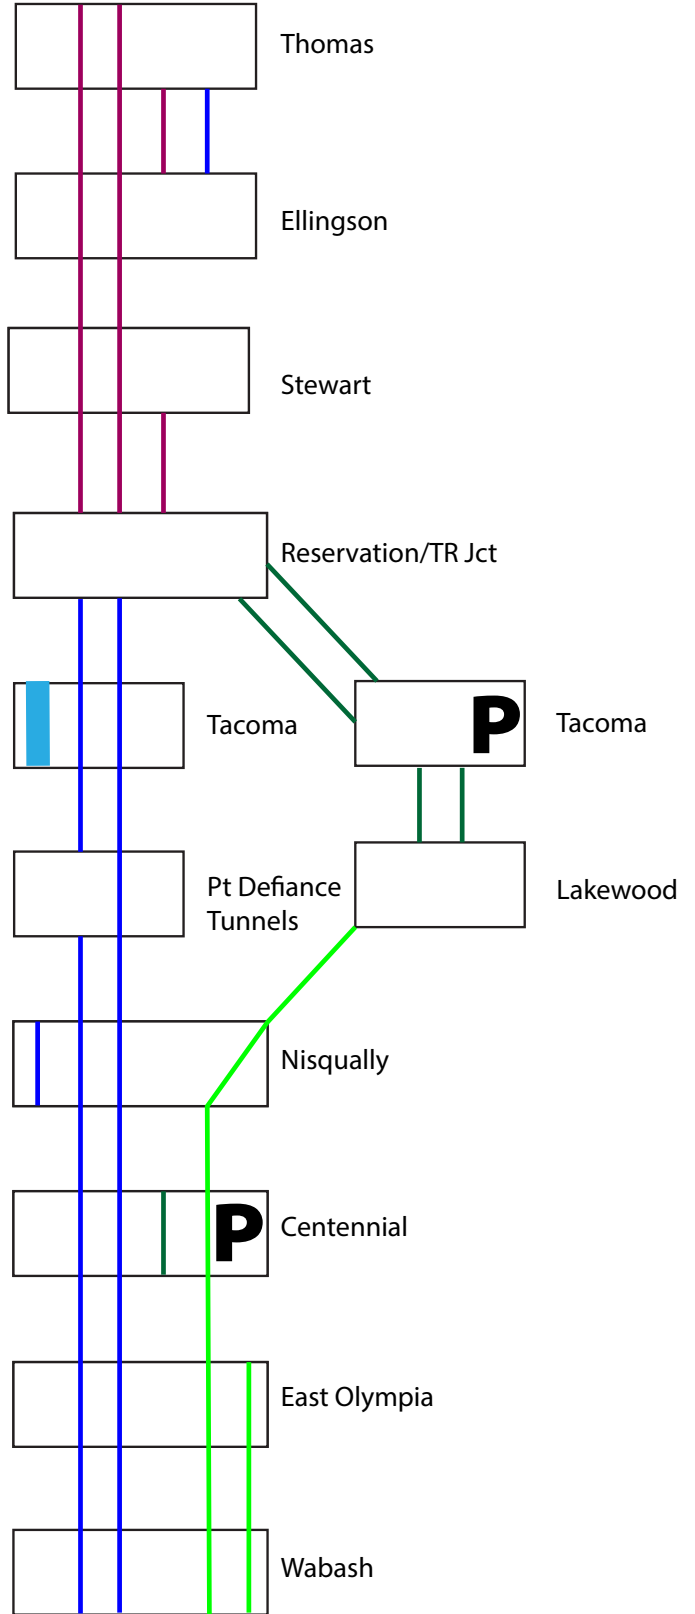 Thomas
Ellingson
Stewart
Reservation/TR Jct
Tacoma
P
Tacoma
Pt Defiance
Tunnels
Lakewood
Nisqually
P
Centennial
East Olympia
Wabash